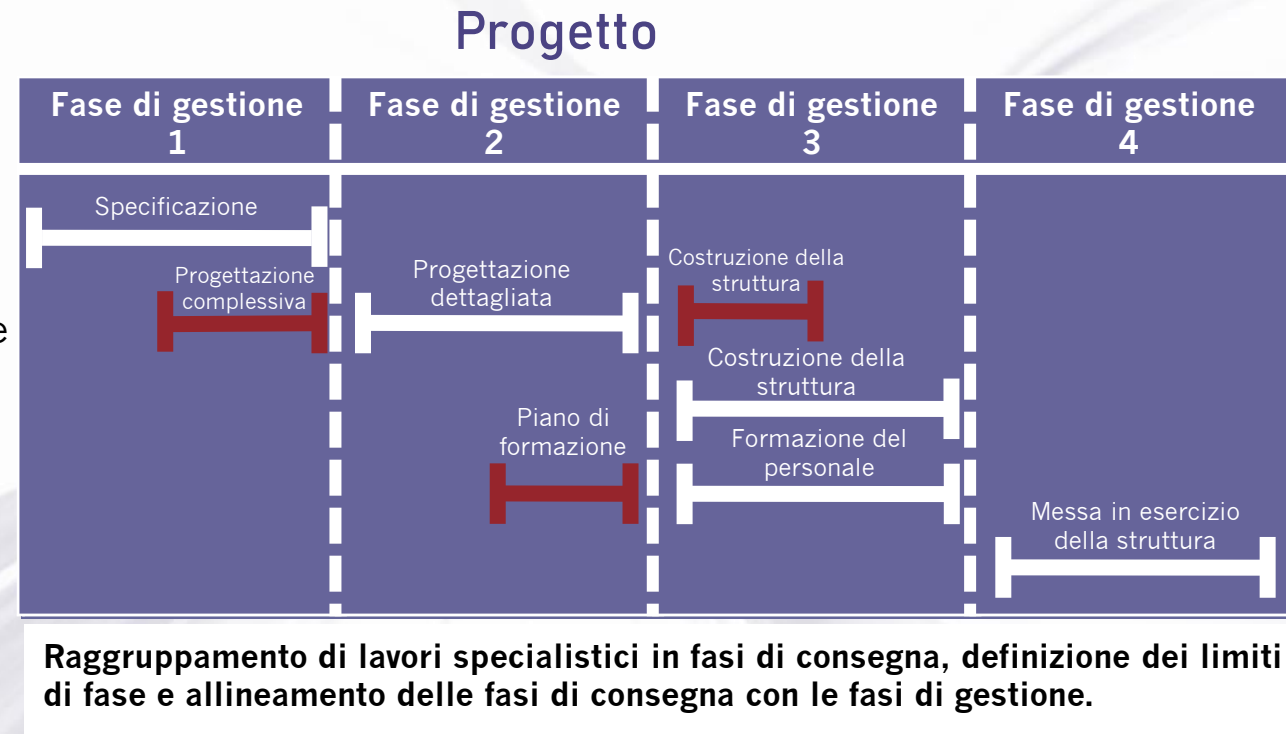 Progetto
Fase di gestione
1
Fase di gestione
2
Fase di gestione
3
Fase di gestione
4
Specificazione
Progettazione
complessiva
Progettazione
dettagliata
Piano di
formazione
Costruzione della
struttura
Costruzione della
struttura
Formazione del
personale
Messa in esercizio
della struttura
e
Raggruppamento di lavori specialistici in fasi di consegna, definizione dei limiti
di fase e allineamento delle fasi di consegna con le fasi di gestione.